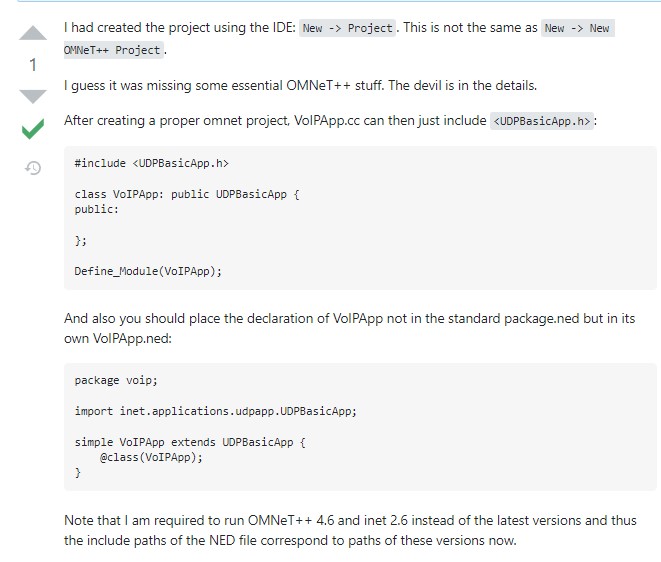 I had created the project using the IDE: New -> Project. This is not the same as New -> New
OMNeT++ Project.
1
I guess it was missing some essential OMNeT++ stuff. The devil is in the details.
After creating a proper omnet project, VoIPApp.cc can then just include <UDPBasicApp.h>:
#include <UDPBasicApp.h>
class VoIPApp: public UDPBasicApp {
public:
};
Define_Module(VoIPApp);
And also you should place the declaration of VoIPApp not in the standard package.ned but in its
own VoIPApp.ned:
package voip;
import inet.applications.udpapp.UDPBasicApp;
simple VoIPApp extends UDPBasicApp {
    @class(VoIPApp);
}
Note that I am required to run OMNeT++ 4.6 and inet 2.6 instead of the latest versions and thus
the include paths of the NED file correspond to paths of these versions now.